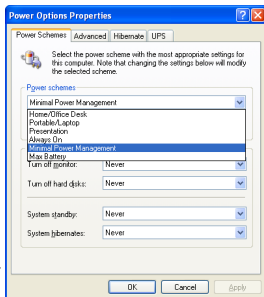 Power Options Properties
Power Schemes Advanced Hibernate UPS
Select the power scheme with the most appropriate settings for
this computer. Note that changing the settings below will modify
the selected scheme.
Power schemes
Minimal Power Management
Home/Office Desk
Portable/Laptop
Presentation
Always On
Minimal Power Management
Max Battery
Turn off monitor: Never
Turn off hard disks: Never
System standby: Never
System hibernates: Never
OK Cancel Apply